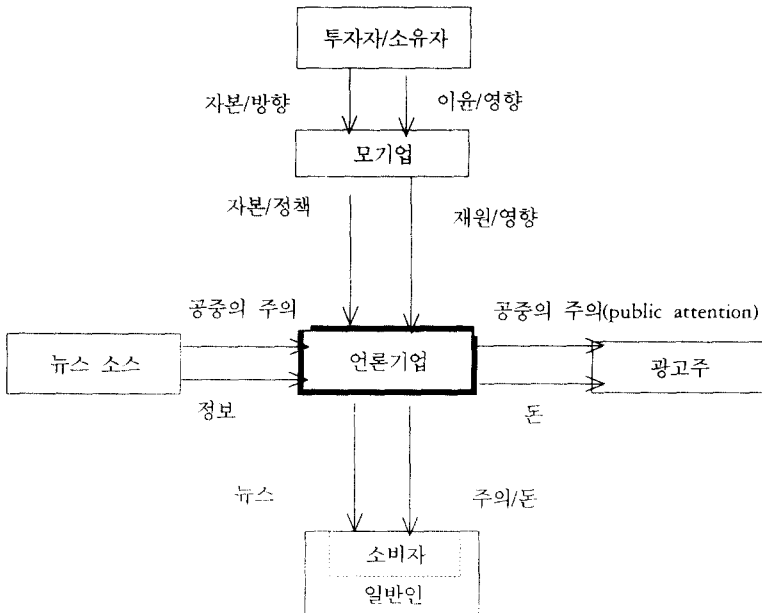 투자자/소유자
자본/방향
이윤/영향
모기업
자본/정책
재원/영향
공중의 주의
공중의 주의(public attention)
뉴스 소스
언론기업
광고주
정보
돈
뉴스
주의/돈
소비자
일반인